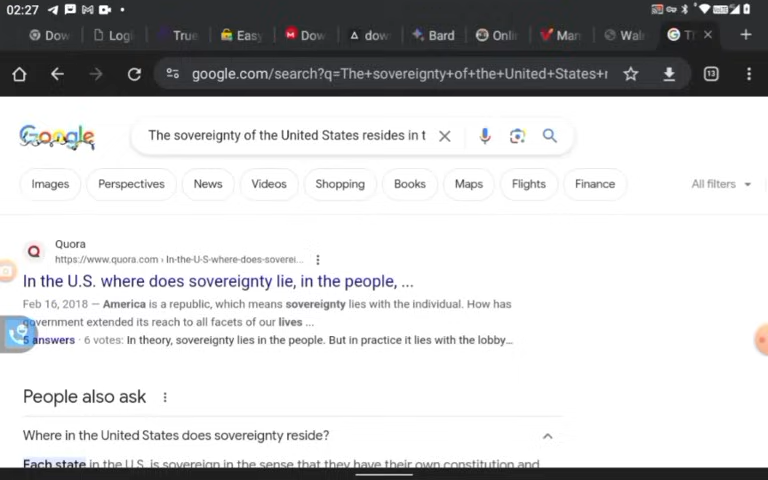 02:27
Dow Logi True Easy Dow dow Bard Onli Man Walr T
google.com/search?q=The+sovereignty+of+the+United+States+r 13
Google The sovereignty of the United States resides in t
Images Perspectives News Videos Shopping Books Maps Flights Finance All filters
Quora
https://www.quora.com › In-the-U-S-where-does-soverei...
In the U.S. where does sovereignty lie, in the people, ...
Feb 16, 2018 — America is a republic, which means sovereignty lies with the individual. How has
government extended its reach to all facets of our lives ...
answers · 6 votes: In theory, sovereignty lies in the people. But in practice it lies with the lobby...
People also ask
Where in the United States does sovereignty reside?
Each state in the U.S. is sovereign in the sense that they have their own constitution and